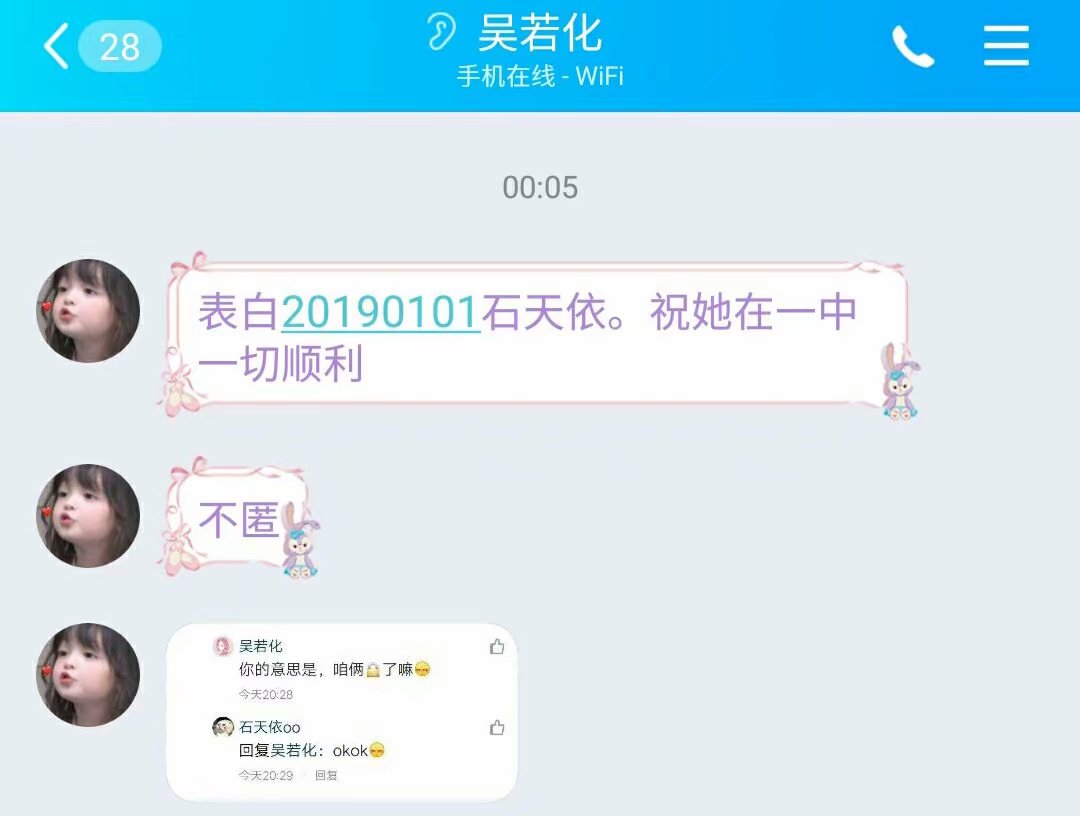 28
吴若化
手机在线 - WiFi
00:05
表白20190101石天依。祝她在一中
一切顺利
不匿
吴若化
你的意思是，咱俩🔒了嘛😊
今天20:28
石天依oo
回复吴若化：okok😊
今天20:29 · 回复